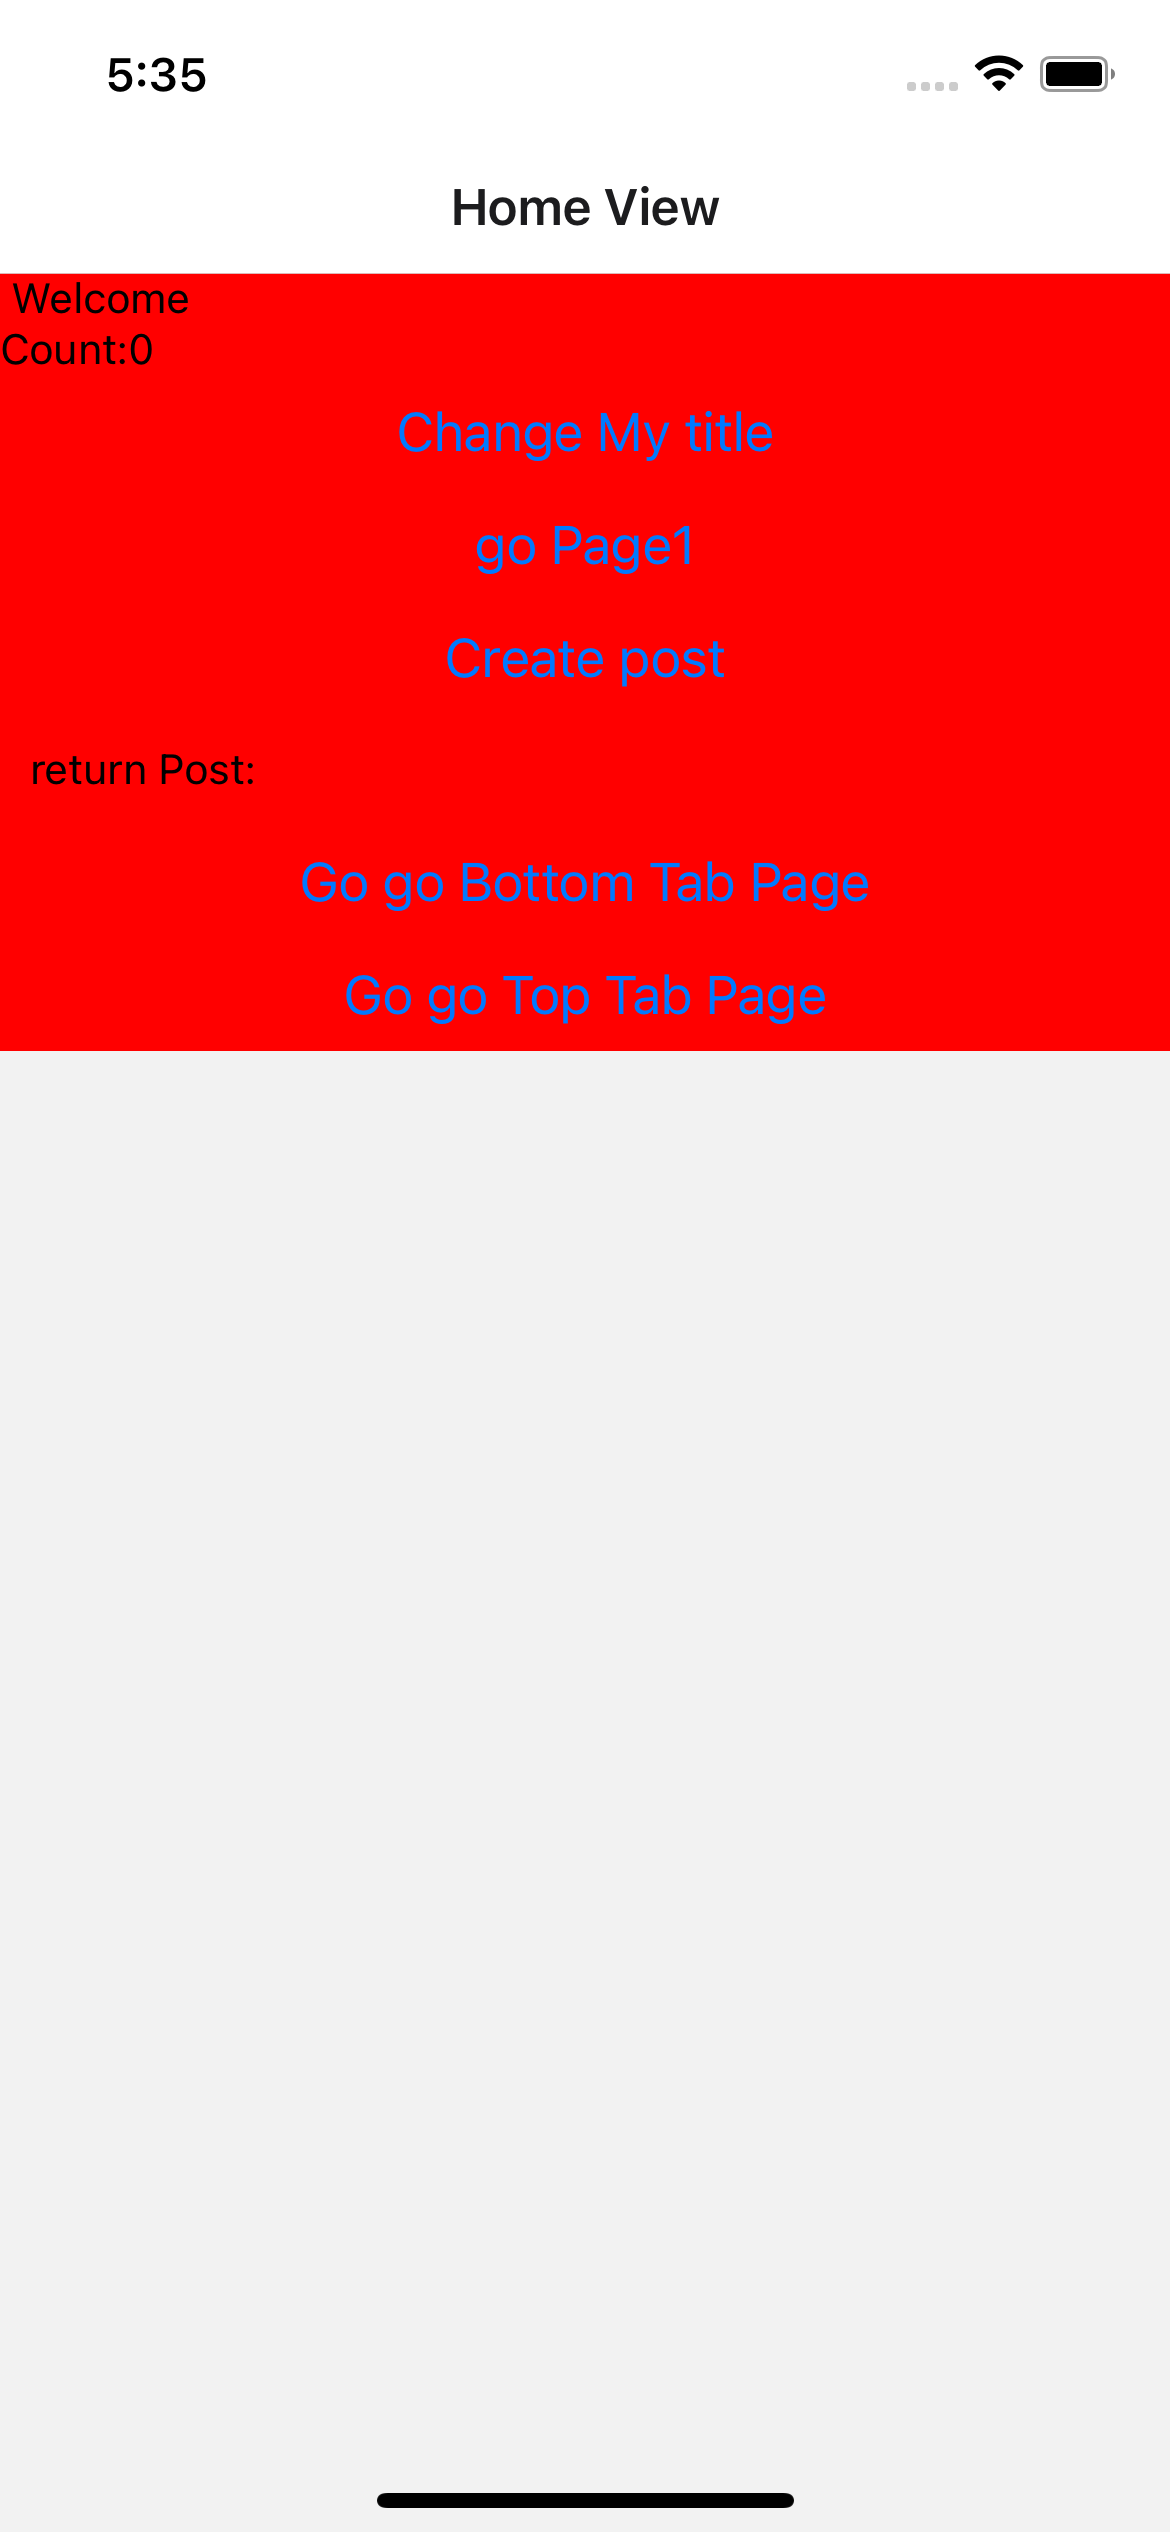 5:35
Home View
Welcome
Count:0
Change My title
go Page1
Create post
return Post:
Go go Bottom Tab Page
Go go Top Tab Page